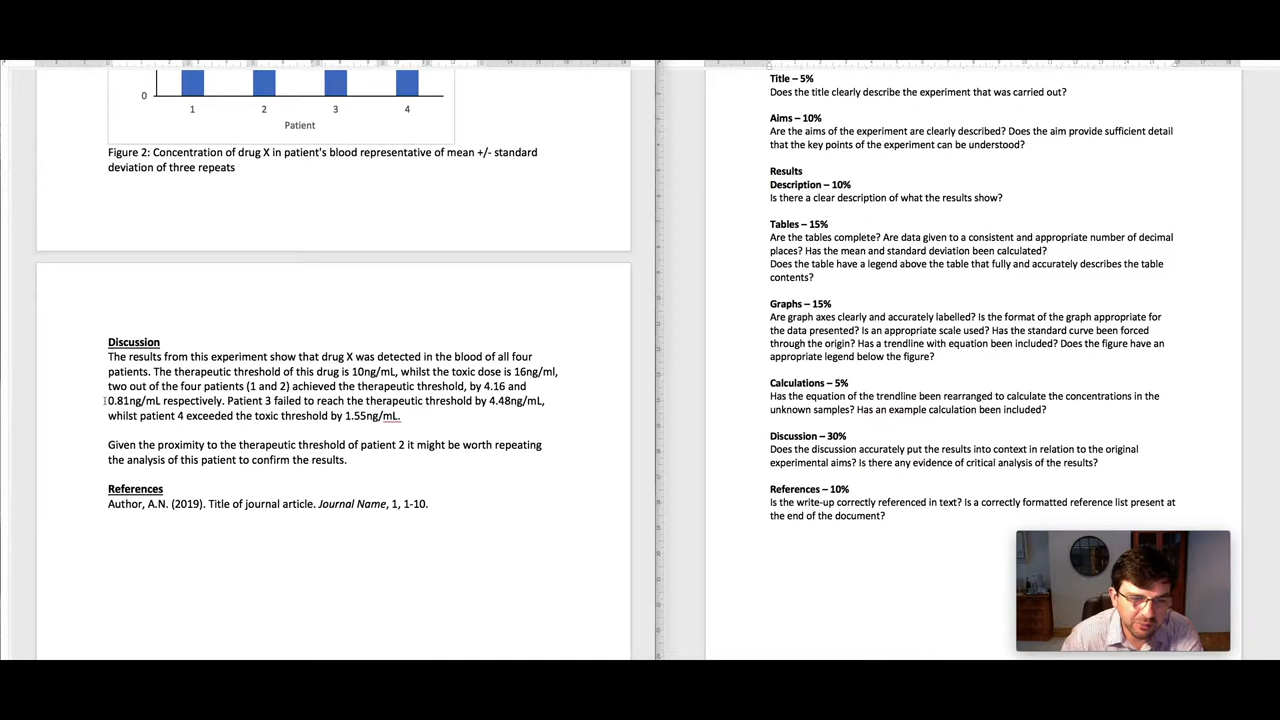 0
1 2 3 4
Patient
Figure 2: Concentration of drug X in patient's blood representative of mean +/- standard
deviation of three repeats
Discussion
The results from this experiment show that drug X was detected in the blood of all four
patients. The therapeutic threshold of this drug is 10ng/mL, whilst the toxic dose is 16ng/ml,
two out of the four patients (1 and 2) achieved the therapeutic threshold, by 4.16 and
0.81ng/mL respectively. Patient 3 failed to reach the therapeutic threshold by 4.48ng/mL,
whilst patient 4 exceeded the toxic threshold by 1.55ng/mL.
Given the proximity to the therapeutic threshold of patient 2 it might be worth repeating
the analysis of this patient to confirm the results.
References
Author, A.N. (2019). Title of journal article. Journal Name, 1, 1-10.
Title – 5%
Does the title clearly describe the experiment that was carried out?
Aims – 10%
Are the aims of the experiment are clearly described? Does the aim provide sufficient detail
that the key points of the experiment can be understood?
Results
Description – 10%
Is there a clear description of what the results show?
Tables – 15%
Are the tables complete? Are data given to a consistent and appropriate number of decimal
places? Has the mean and standard deviation been calculated?
Does the table have a legend above the table that fully and accurately describes the table
contents?
Graphs – 15%
Are graph axes clearly and accurately labelled? Is the format of the graph appropriate for
the data presented? Is an appropriate scale used? Has the standard curve been forced
through the origin? Has a trendline with equation been included? Does the figure have an
appropriate legend below the figure?
Calculations – 5%
Has the equation of the trendline been rearranged to calculate the concentrations in the
unknown samples? Has an example calculation been included?
Discussion – 30%
Does the discussion accurately put the results into context in relation to the original
experimental aims? Is there any evidence of critical analysis of the results?
References – 10%
Is the write-up correctly referenced in text? Is a correctly formatted reference list present at
the end of the document?